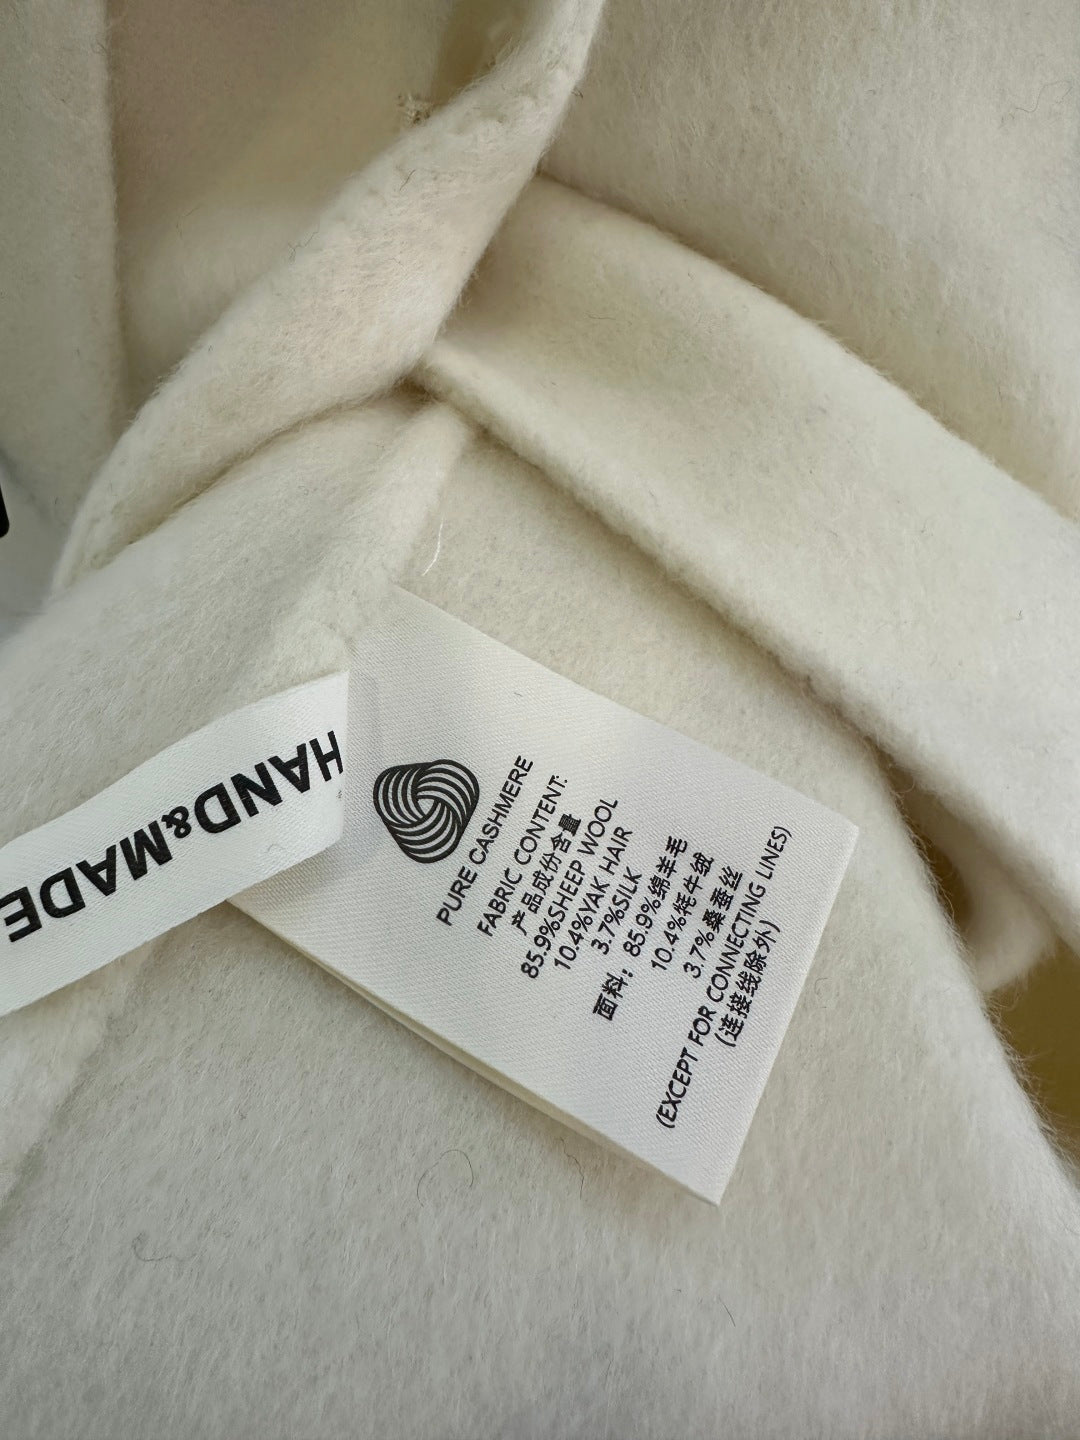 HAND&MADE
PURE CASHMERE
FABRIC CONTENT:
产品成份含量
85.9%SHEEP WOOL
10.4%YAK HAIR
3.7%SILK
面料：85.9%绵羊毛
10.4%牦牛绒
3.7%桑蚕丝
(EXCEPT FOR CONNECTING LINES)
(连接线除外)